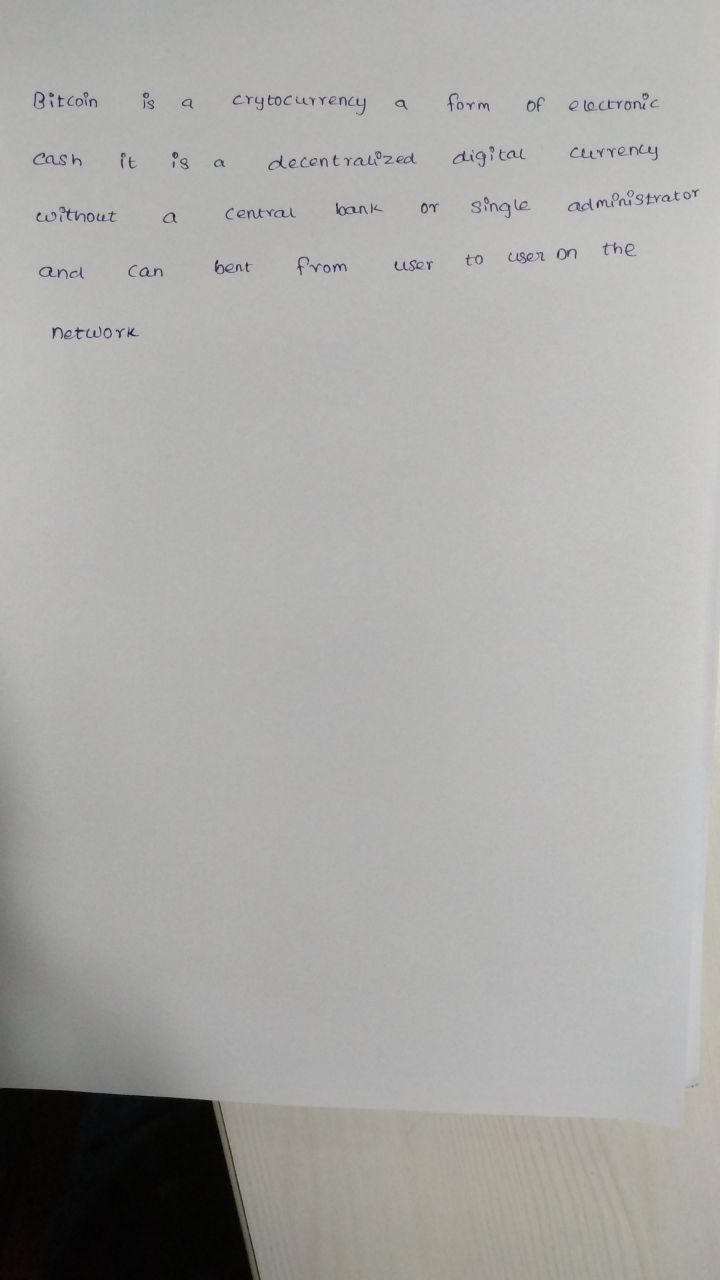 Bitcoin is a crytocurrency a form of electronic
cash it is a decentralized digital currency
without a central bank or single administrator
and can bent from user to user on the
network